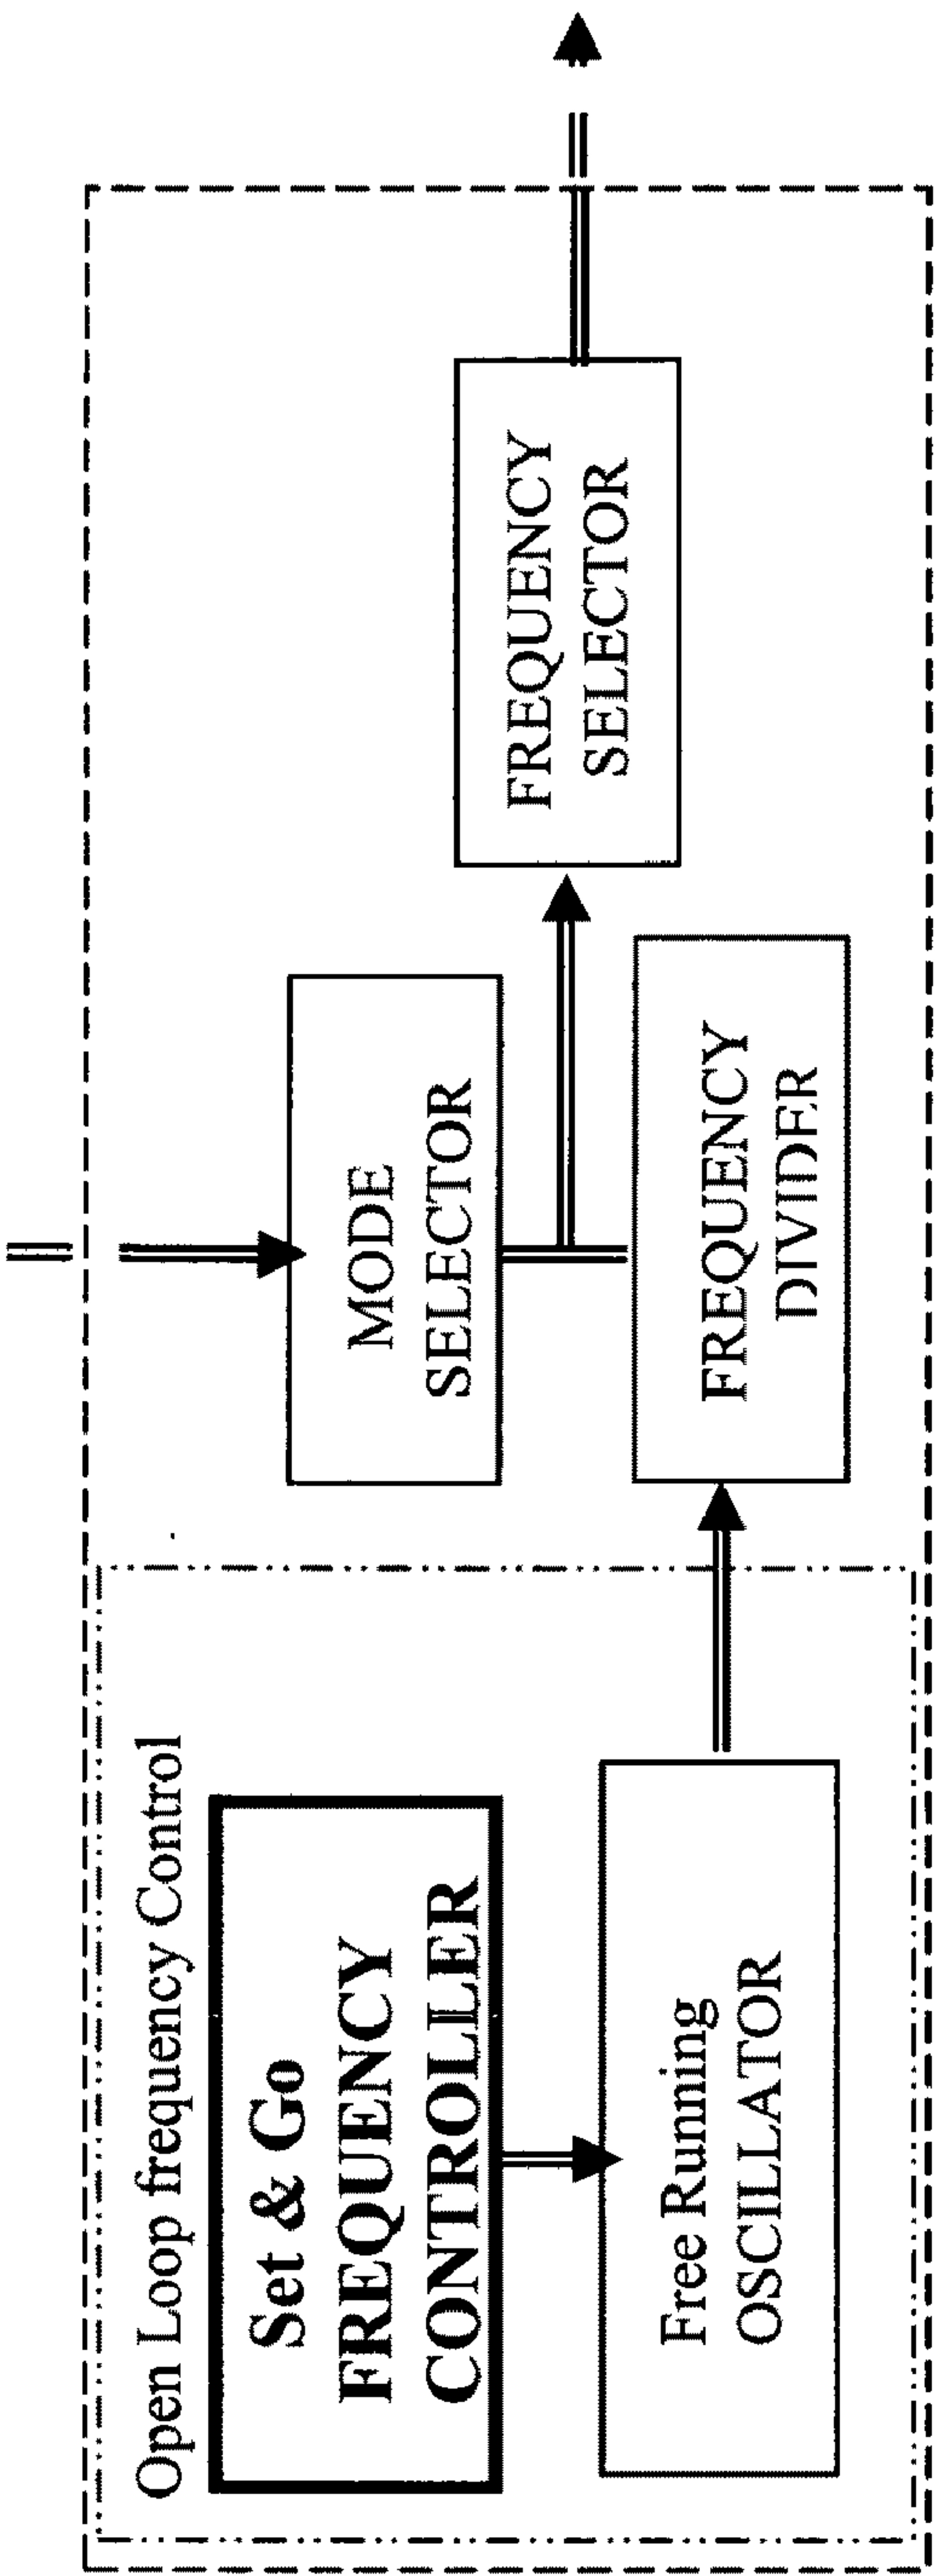 Open Loop frequency Control
Set & Go
FREQUENCY
CONTROLLER
Free Running
OSCILLATOR
MODE
SELECTOR
FREQUENCY
DIVIDER
FREQUENCY
SELECTOR